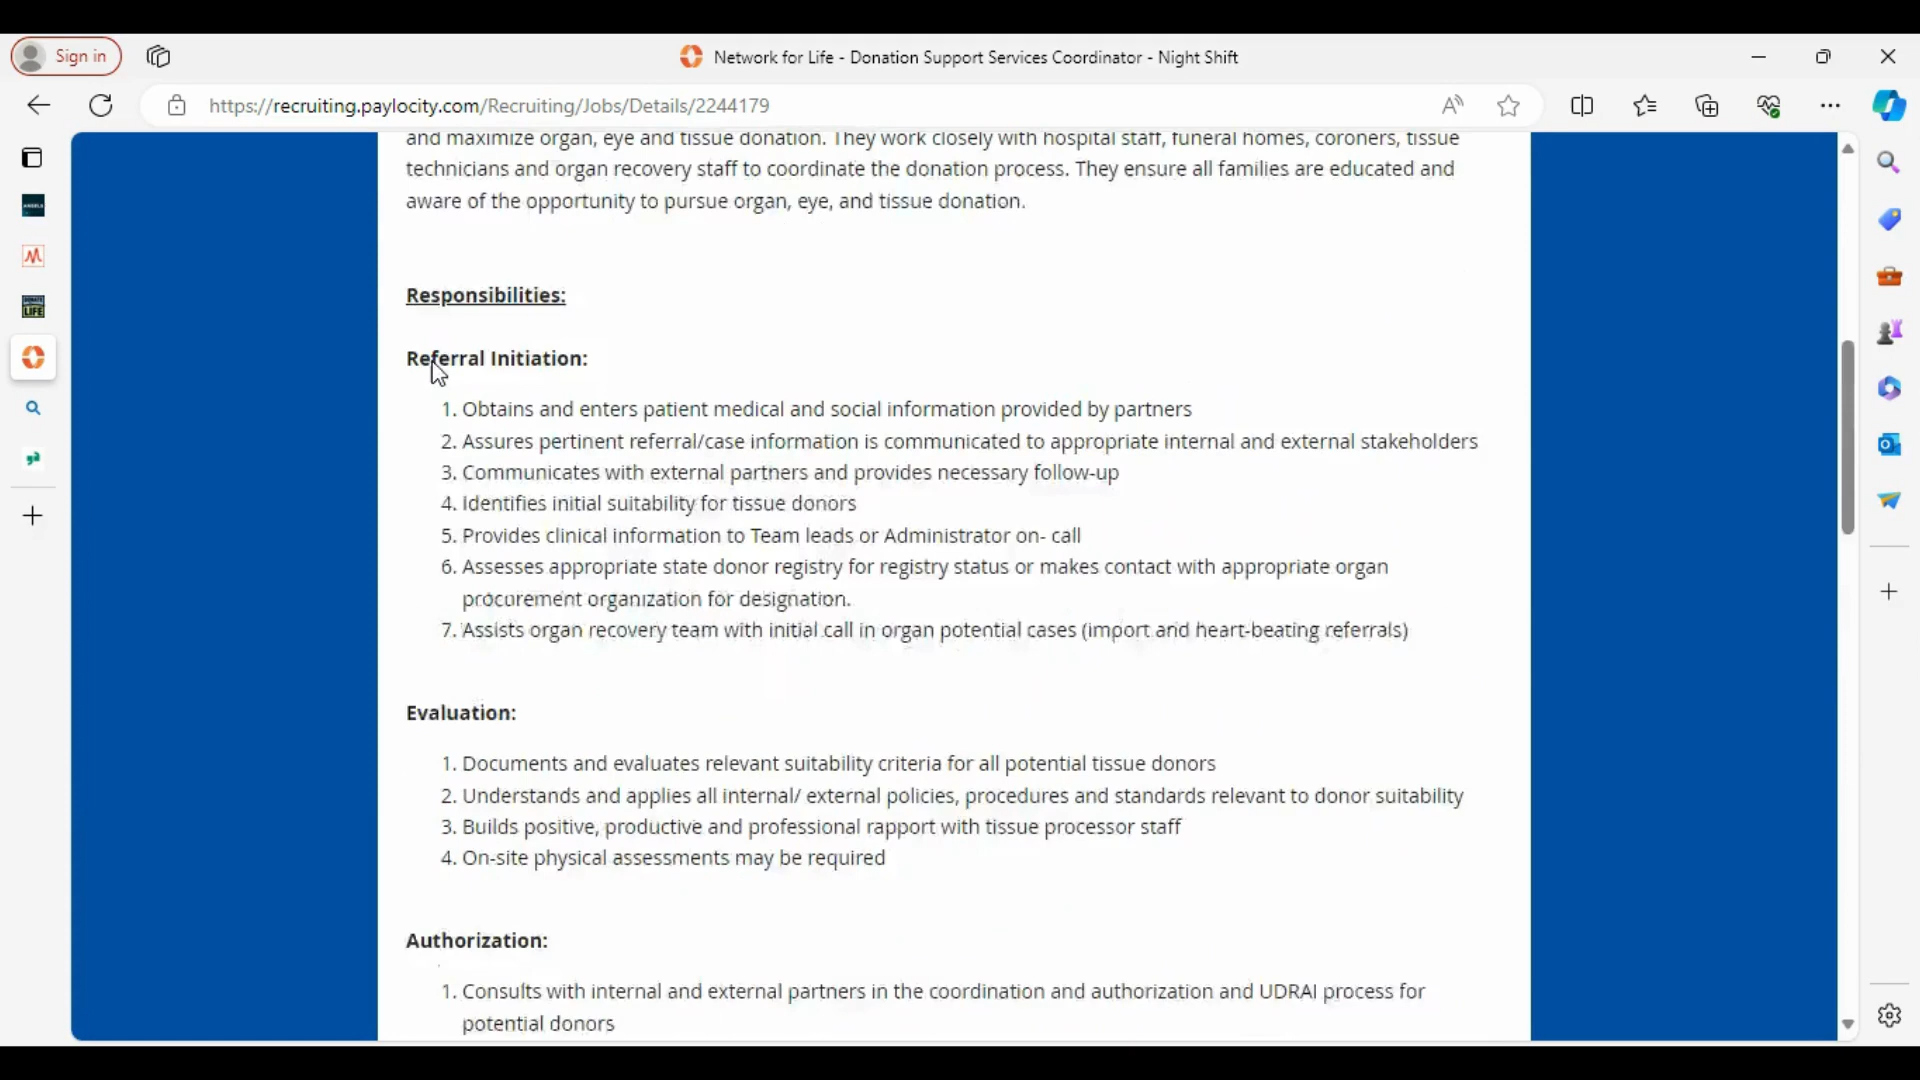 Sign in
Network for Life - Donation Support Services Coordinator - Night Shift
https://recruiting.paylocity.com/Recruiting/Jobs/Details/2244179
and maximize organ, eye and tissue donation. They work closely with hospital staff, funeral homes, coroners, tissue
technicians and organ recovery staff to coordinate the donation process. They ensure all families are educated and
aware of the opportunity to pursue organ, eye, and tissue donation.
Responsibilities:
Referral Initiation:
1. Obtains and enters patient medical and social information provided by partners
2. Assures pertinent referral/case information is communicated to appropriate internal and external stakeholders
3. Communicates with external partners and provides necessary follow-up
4. Identifies initial suitability for tissue donors
5. Provides clinical information to Team leads or Administrator on- call
6. Assesses appropriate state donor registry for registry status or makes contact with appropriate organ
procurement organization for designation.
7. Assists organ recovery team with initial call in organ potential cases (import and heart-beating referrals)
Evaluation:
1. Documents and evaluates relevant suitability criteria for all potential tissue donors
2. Understands and applies all internal/ external policies, procedures and standards relevant to donor suitability
3. Builds positive, productive and professional rapport with tissue processor staff
4. On-site physical assessments may be required
Authorization:
1. Consults with internal and external partners in the coordination and authorization and UDRAI process for
potential donors